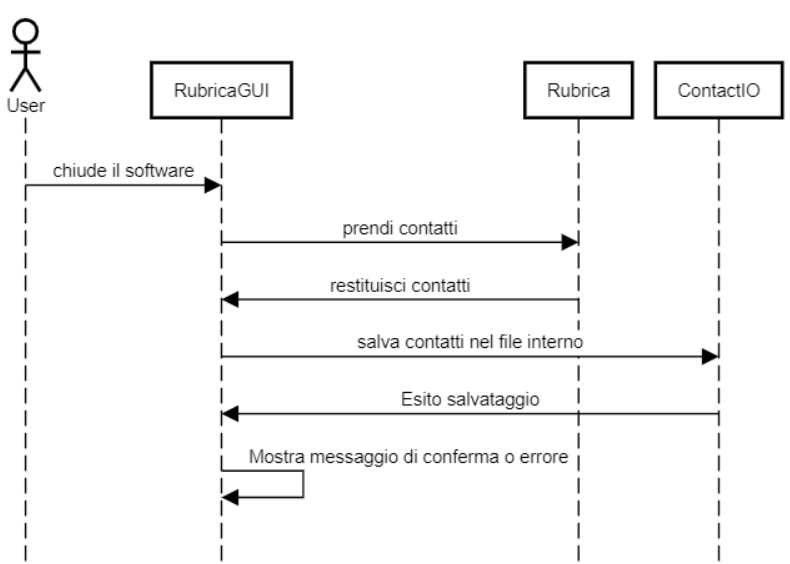 User
RubricaGUI
Rubrica
ContactIO
chiude il software
prendi contatti
restituisci contatti
salva contatti nel file interno
Esito salvataggio
Mostra messaggio di conferma o errore